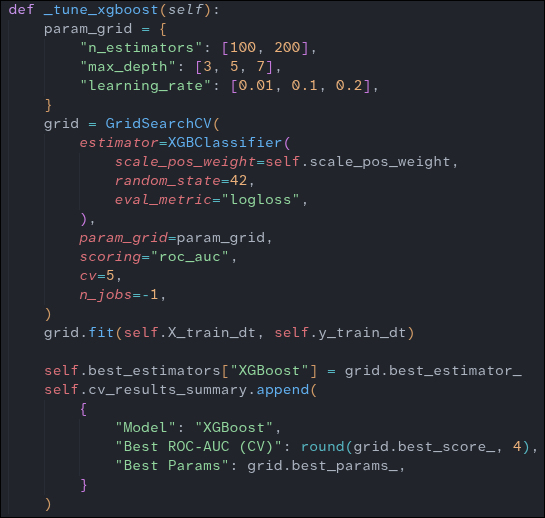 def _tune_xgboost(self):
    param_grid = {
        "n_estimators": [100, 200],
        "max_depth": [3, 5, 7],
        "learning_rate": [0.01, 0.1, 0.2],
    }
    grid = GridSearchCV(
        estimator=XGBClassifier(
            scale_pos_weight=self.scale_pos_weight,
            random_state=42,
            eval_metric="logloss",
        ),
        param_grid=param_grid,
        scoring="roc_auc",
        cv=5,
        n_jobs=-1,
    )
    grid.fit(self.X_train_dt, self.y_train_dt)

    self.best_estimators["XGBoost"] = grid.best_estimator_
    self.cv_results_summary.append(
        {
            "Model": "XGBoost",
            "Best ROC-AUC (CV)": round(grid.best_score_, 4),
            "Best Params": grid.best_params_,
        }
    )